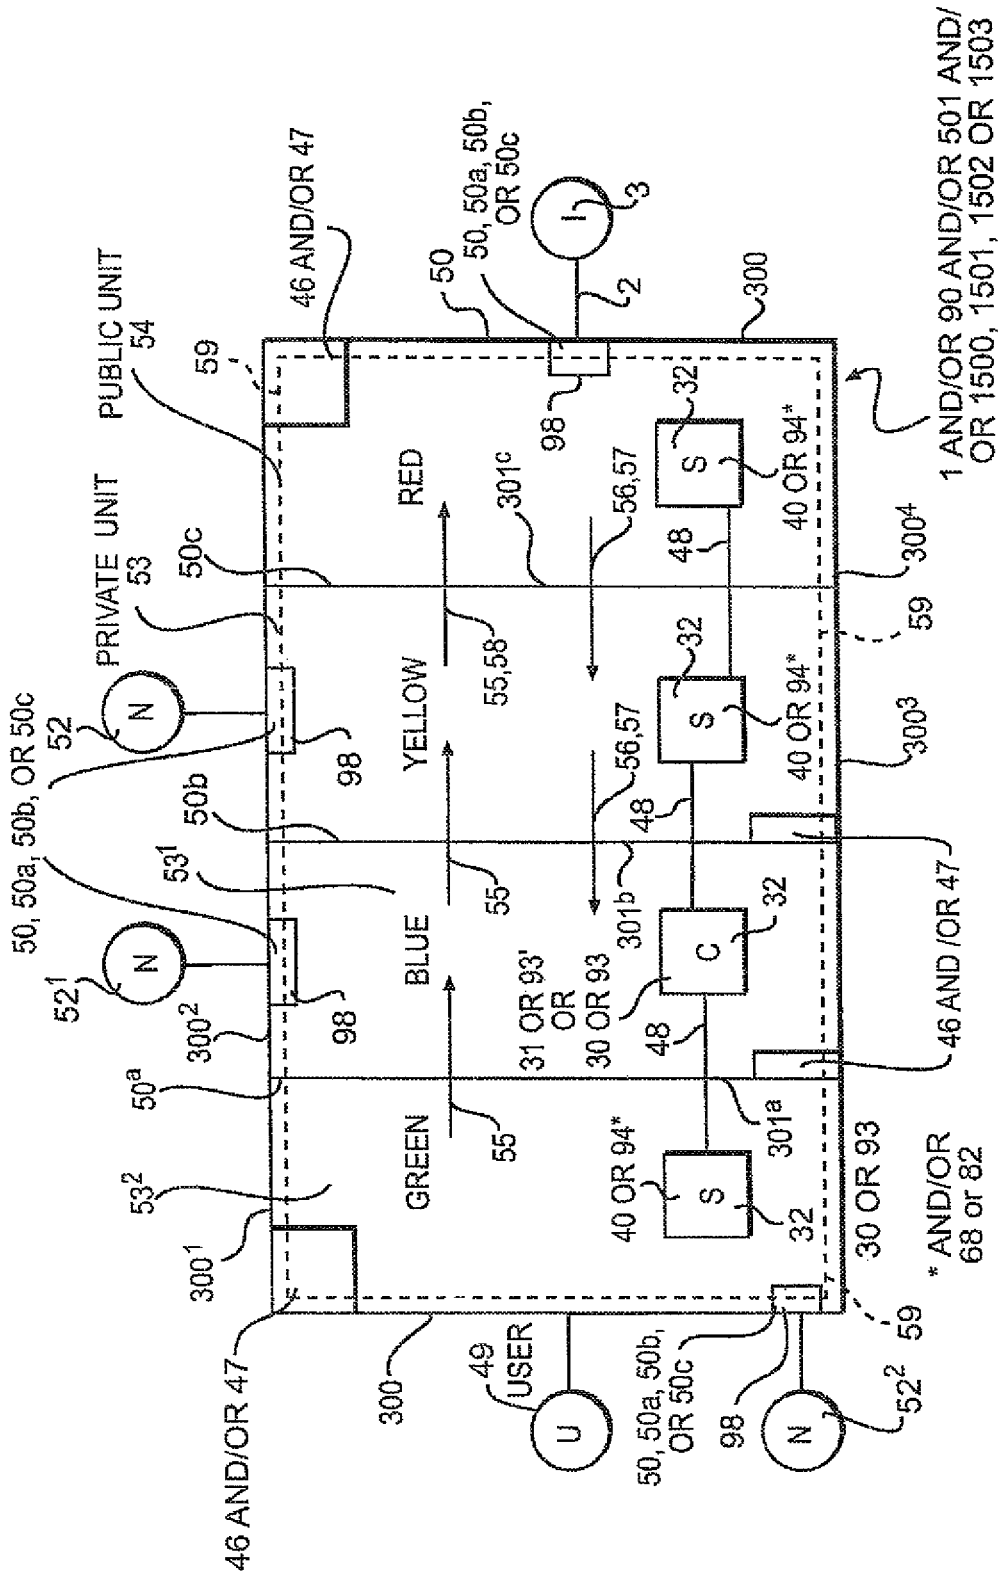 PRIVATE UNIT
53
PUBLIC UNIT
54
50, 50a, 50b, OR 50c
52¹
N
52
N
46 AND/OR 47
59
46 AND/OR 47
300¹
53²
50ᵃ
300²
98
53¹
50b
98
50c
50
50, 50a, 50b,
OR 50c
300
GREEN
BLUE
YELLOW
RED
55
55
55,58
301ᶜ
98
2
I
3
49
USER
U
31 OR 93'
OR
30 OR 93
56,57
56,57
301ᵇ
40 OR 94*
S
32
48
C
32
48
S
32
40 OR 94*
48
S
32
40 OR 94*
300
50, 50a, 50b,
OR 50c
98
N
52²
59
30 OR 93
301ᵃ
46 AND /OR 47
300³
59
300⁴
* AND/OR
68 or 82
1 AND/OR 90 AND/OR 501 AND/
OR 1500, 1501, 1502 OR 1503